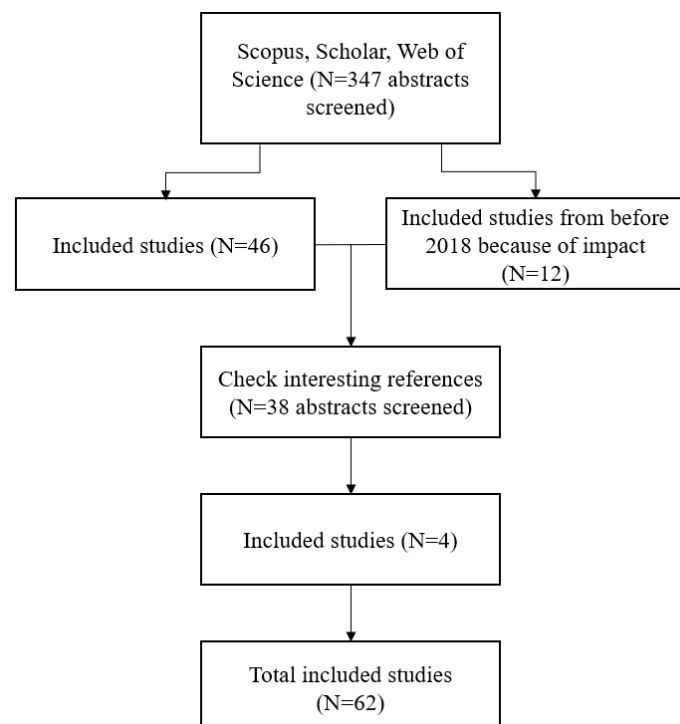 Scopus, Scholar, Web of
Science (N=347 abstracts
screened)
Included studies (N=46)
Included studies from before
2018 because of impact
(N=12)
Check interesting references
(N=38 abstracts screened)
Included studies (N=4)
Total included studies
(N=62)